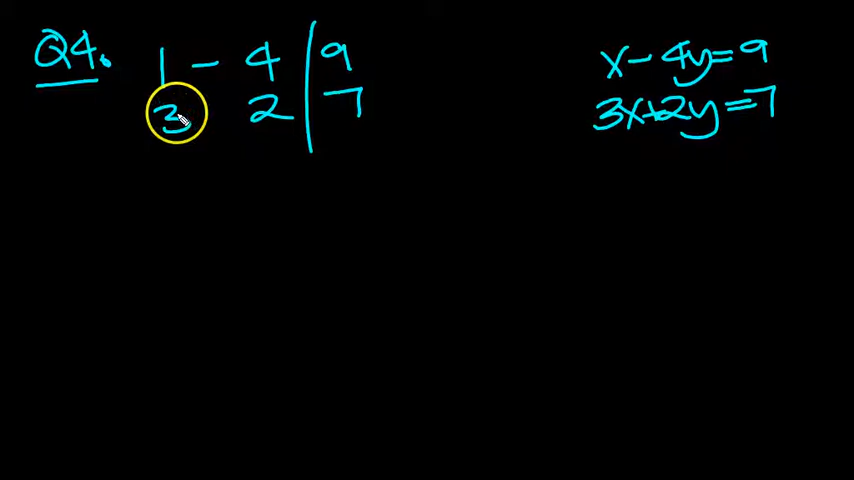 Q4. 1 - 4 | 9 x - 4y = 9
3 2 | 7 3x + 2y = 7